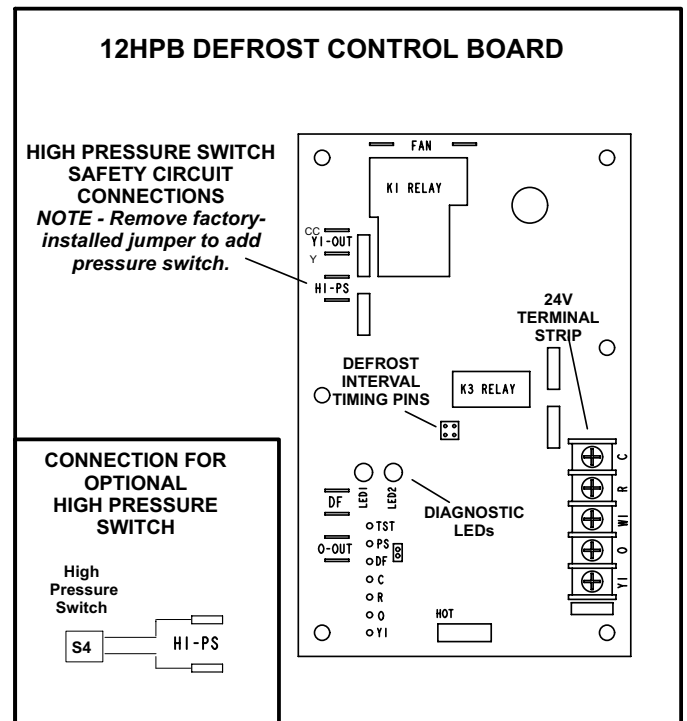 12HPB DEFROST CONTROL BOARD
HIGH PRESSURE SWITCH
SAFETY CIRCUIT
CONNECTIONS
NOTE - Remove factory-
installed jumper to add
pressure switch.
FAN
K1 RELAY
CC
Y1-OUT
Y
HI-PS
24V
TERMINAL
STRIP
DEFROST
INTERVAL
TIMING PINS
K3 RELAY
C
R
W1
O
Y1
LED1
LED2
DIAGNOSTIC
LEDs
DF
O-OUT
TST
PS
DF
C
R
O
Y1
HOT
CONNECTION FOR
OPTIONAL
HIGH PRESSURE
SWITCH
High
Pressure
Switch
S4
HI-PS